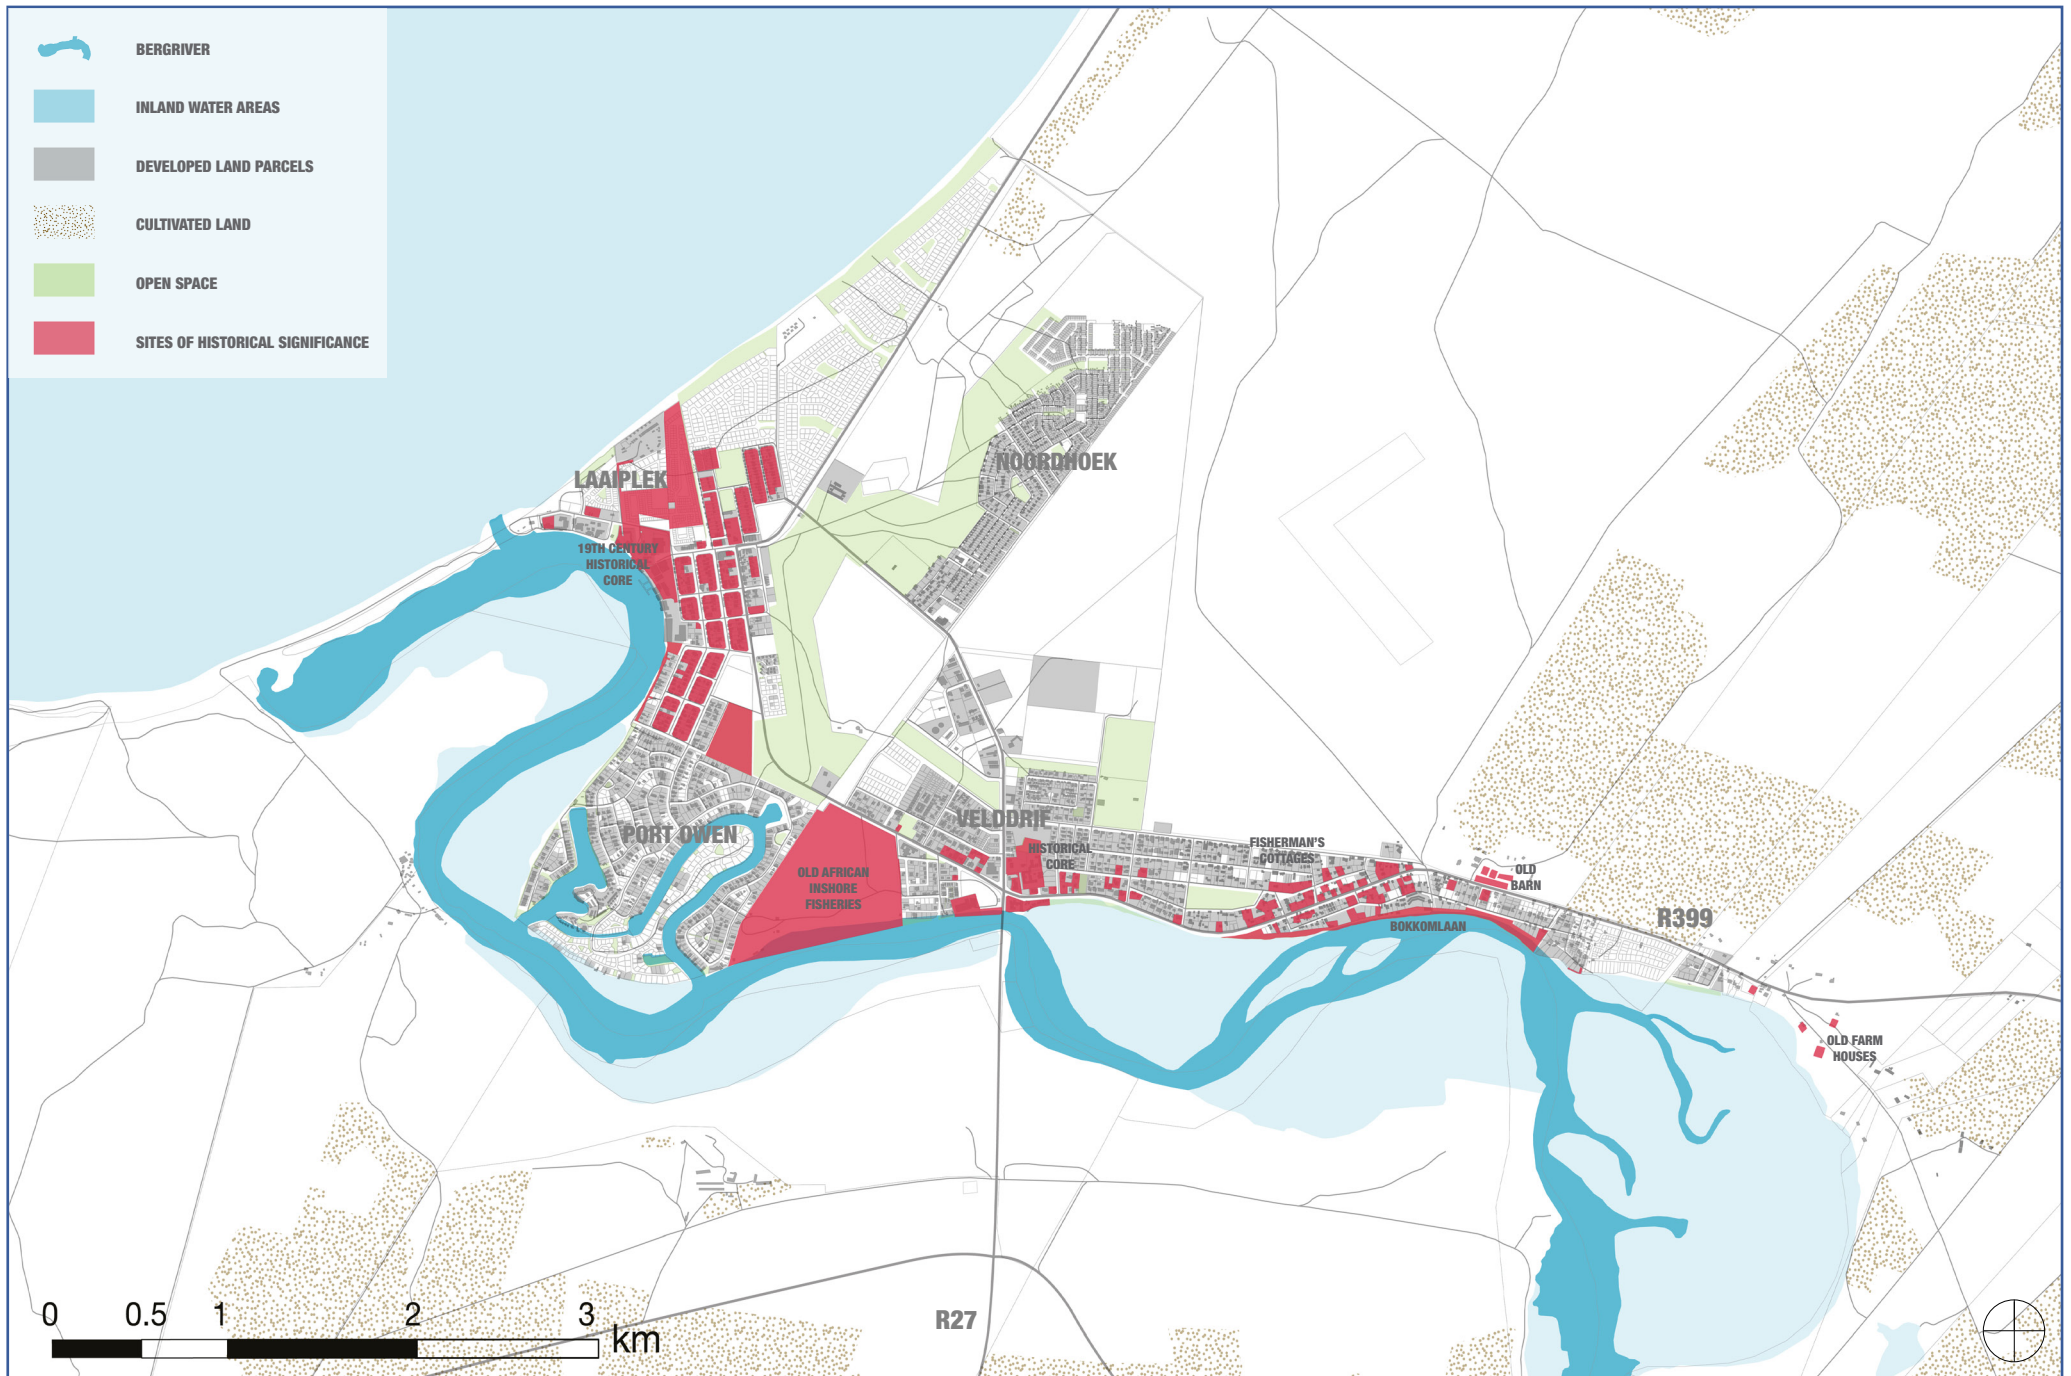 BERGRIVER
INLAND WATER AREAS
DEVELOPED LAND PARCELS
CULTIVATED LAND
OPEN SPACE
SITES OF HISTORICAL SIGNIFICANCE
LAAIPLEK
NOORDHOEK
19TH CENTURY
HISTORICAL
CORE
PORT OWEN
VELDDRIF
HISTORICAL
CORE
FISHERMAN'S
COTTAGES
OLD AFRICAN
INSHORE
FISHERIES
OLD
BARN
BOKKOMLAAN
R399
OLD FARM
HOUSES
R27
0 0.5 1 2 3 km